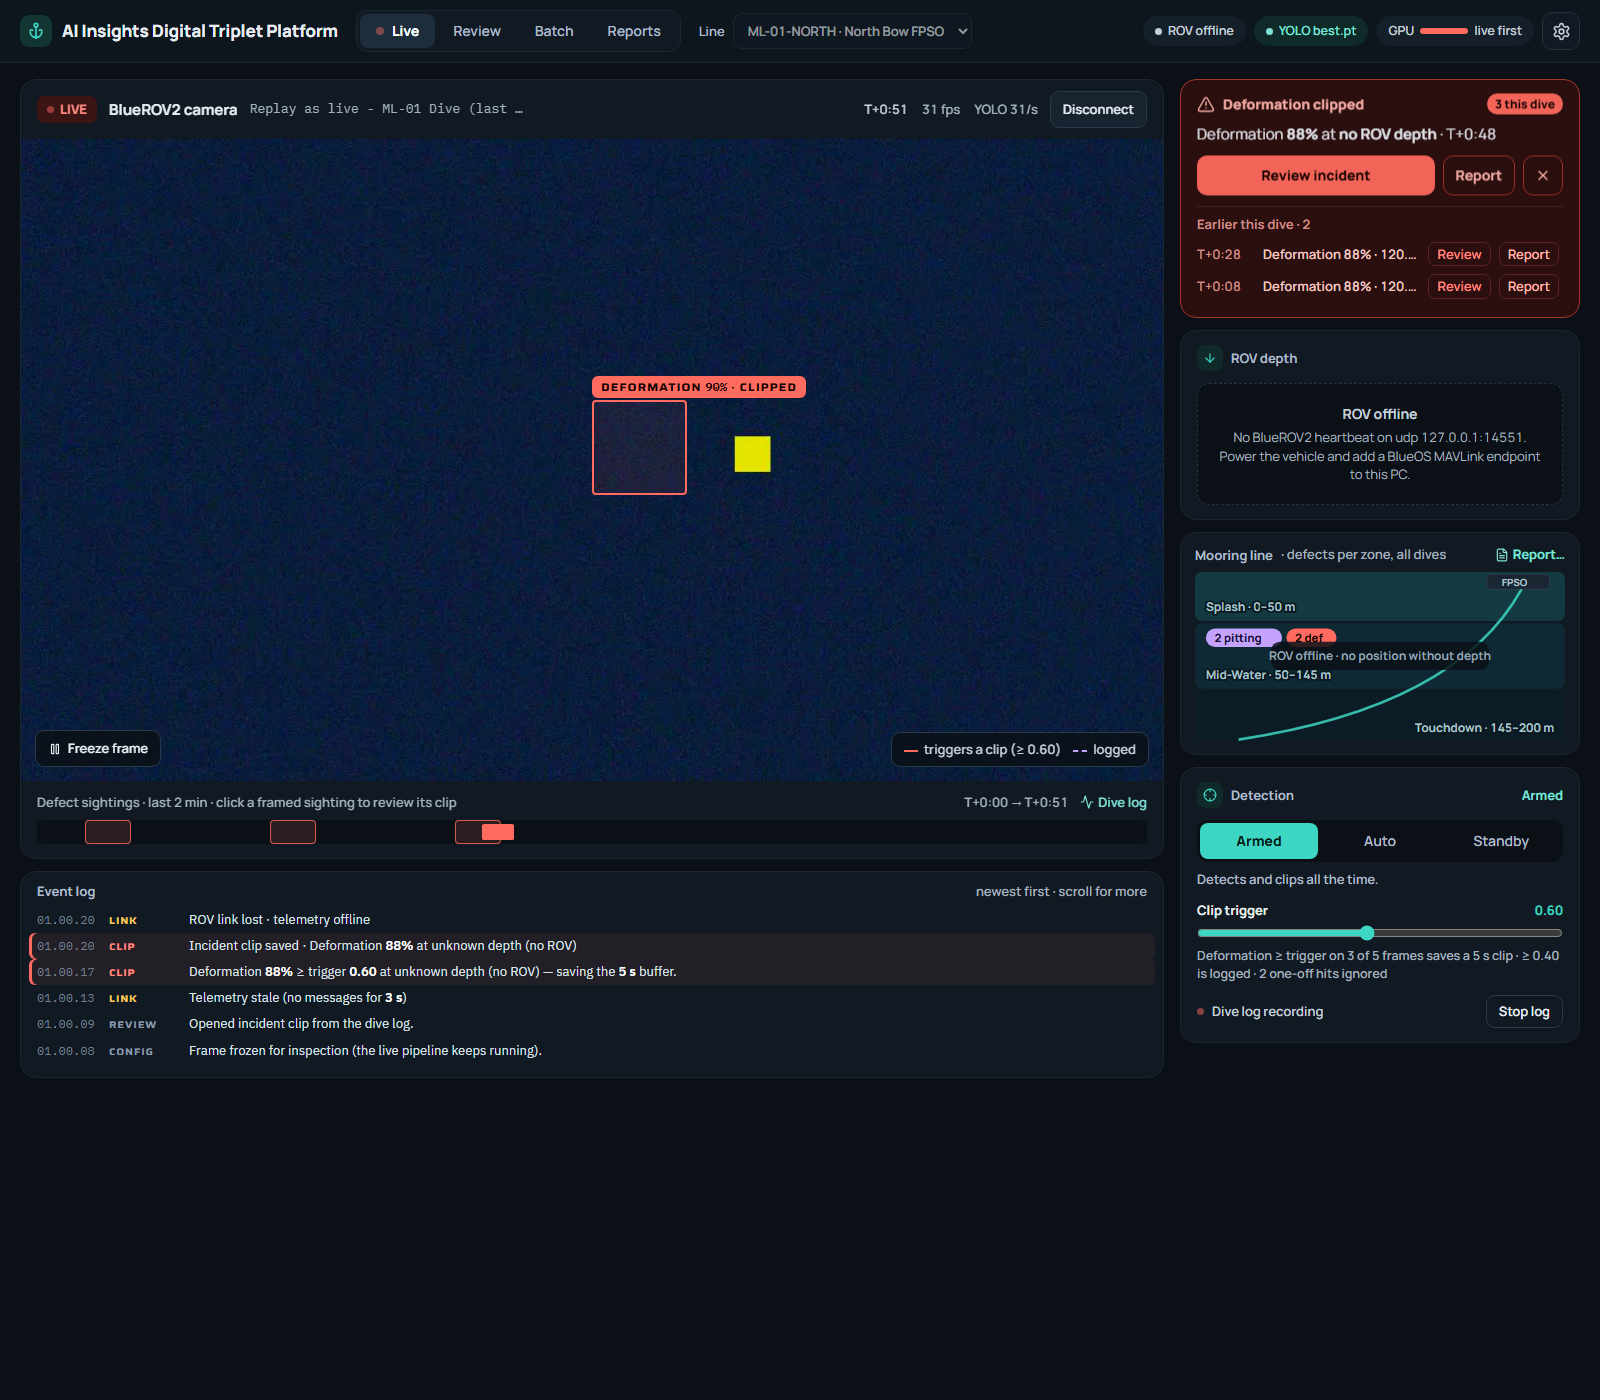 AI Insights Digital Triplet Platform
Live
Review
Batch
Reports
Line
ML-01-NORTH · North Bow FPSO
ROV offline
YOLO best.pt
GPU
live first
LIVE
BlueROV2 camera
Replay as live - ML-01 Dive (last …
T+0:51
31 fps
YOLO 31/s
Disconnect
DEFORMATION 90% · CLIPPED
Freeze frame
triggers a clip (≥ 0.60)
logged
Defect sightings · last 2 min · click a framed sighting to review its clip
T+0:00 → T+0:51
Dive log
Event log
newest first · scroll for more
01.00.20 LINK ROV link lost · telemetry offline
01.00.20 CLIP Incident clip saved · Deformation 88% at unknown depth (no ROV)
01.00.17 CLIP Deformation 88% ≥ trigger 0.60 at unknown depth (no ROV) — saving the 5 s buffer.
01.00.13 LINK Telemetry stale (no messages for 3 s)
01.00.09 REVIEW Opened incident clip from the dive log.
01.00.08 CONFIG Frame frozen for inspection (the live pipeline keeps running).
Deformation clipped
3 this dive
Deformation 88% at no ROV depth · T+0:48
Review incident
Report
Earlier this dive · 2
T+0:28 Deformation 88% · 120.… Review Report
T+0:08 Deformation 88% · 120.… Review Report
ROV depth
ROV offline
No BlueROV2 heartbeat on udp 127.0.0.1:14551.
Power the vehicle and add a BlueOS MAVLink endpoint
to this PC.
Mooring line · defects per zone, all dives
Report…
FPSO
Splash · 0–50 m
2 pitting
2 def
ROV offline · no position without depth
Mid-Water · 50–145 m
Touchdown · 145–200 m
Detection
Armed
Armed
Auto
Standby
Detects and clips all the time.
Clip trigger
0.60
Deformation ≥ trigger on 3 of 5 frames saves a 5 s clip · ≥ 0.40
is logged · 2 one-off hits ignored
Dive log recording
Stop log